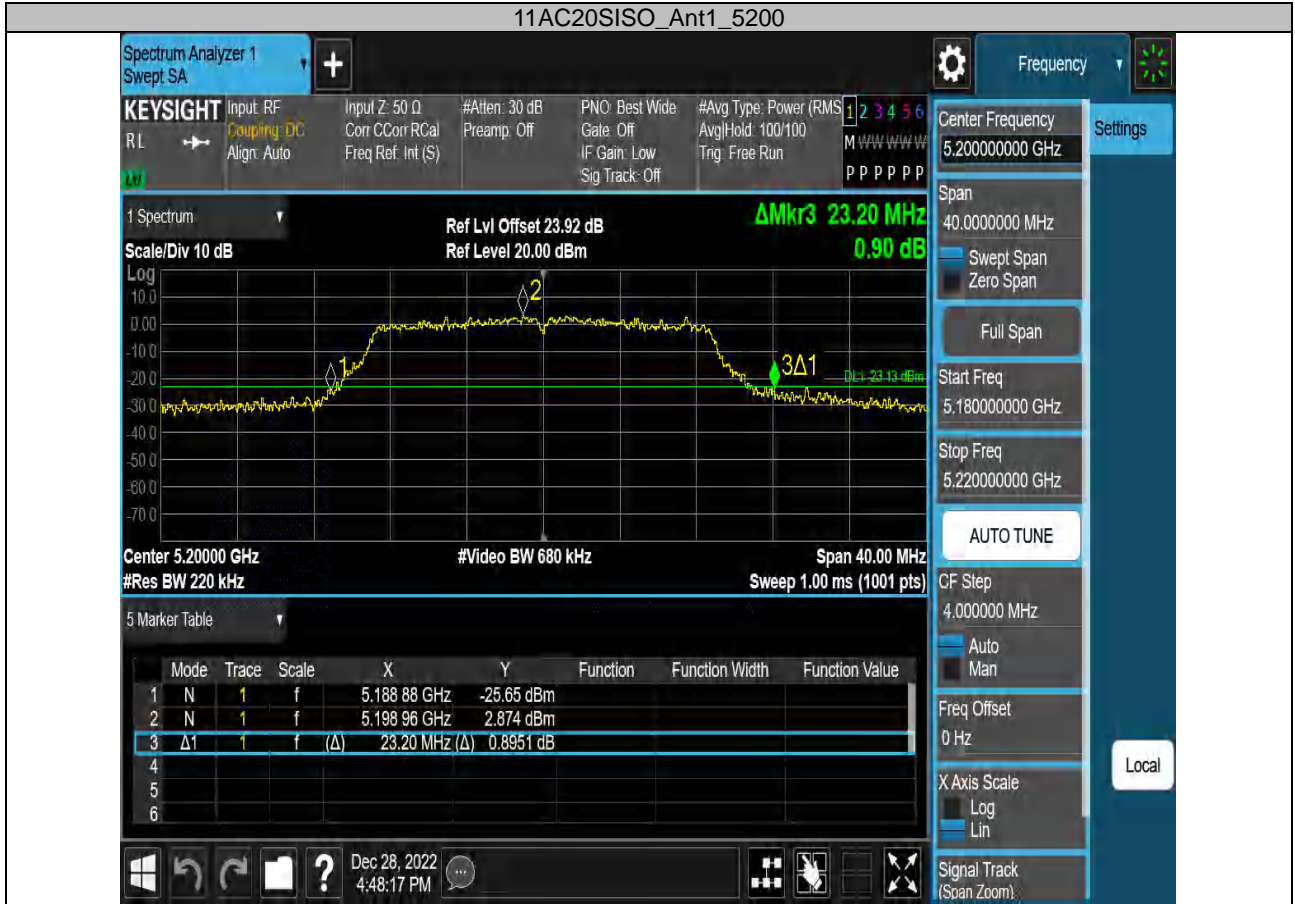 11AC20SISO_Ant1_5200
Spectrum Analyzer 1
Swept SA
+
Frequency
KEYSIGHT
RL
Input: RF
Coupling: DC
Align: Auto
Input Z: 50 Ω
Corr CCorr RCal
Freq Ref: Int (S)
#Atten: 30 dB
Preamp: Off
PNO: Best Wide
Gate: Off
IF Gain: Low
Sig Track: Off
#Avg Type: Power (RMS
Avg|Hold: 100/100
Trig: Free Run
1 2 3 4 5 6
M W W W W W
P P P P P P
1 Spectrum
Scale/Div 10 dB
Ref Lvl Offset 23.92 dB
Ref Level 20.00 dBm
ΔMkr3 23.20 MHz
0.90 dB
Log
10.0
0.00
-10.0
-20.0
-30.0
-40.0
-50.0
-60.0
-70.0
1
2
3Δ1
DL1 -23.13 dBm
Center 5.20000 GHz
#Video BW 680 kHz
Span 40.00 MHz
#Res BW 220 kHz
Sweep 1.00 ms (1001 pts)
5 Marker Table
Mode Trace Scale X Y Function Function Width Function Value
1 N 1 f 5.188 88 GHz -25.65 dBm
2 N 1 f 5.198 96 GHz 2.874 dBm
3 Δ1 1 f (Δ) 23.20 MHz (Δ) 0.8951 dB
4
5
6
?
Dec 28, 2022
4:48:17 PM
Center Frequency
5.200000000 GHz
Settings
Span
40.0000000 MHz
Swept Span
Zero Span
Full Span
Start Freq
5.180000000 GHz
Stop Freq
5.220000000 GHz
AUTO TUNE
CF Step
4.000000 MHz
Auto
Man
Freq Offset
0 Hz
X Axis Scale
Log
Lin
Local
Signal Track
(Span Zoom)